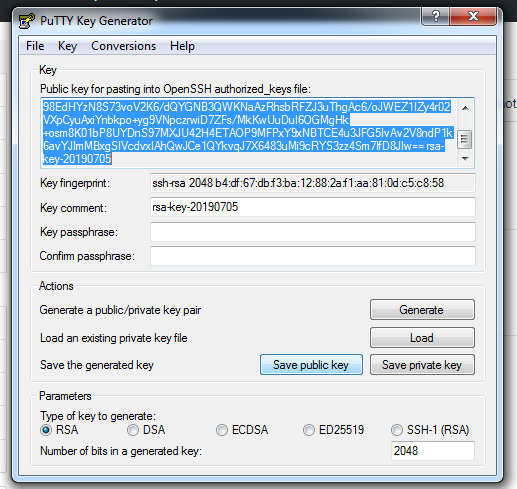 PuTTY Key Generator
File Key Conversions Help
Key
Public key for pasting into OpenSSH authorized_keys file:
98EdHYzN8S73voV2K6/dQYGNB3QWKNaAzRhsbRFZJ3uThgAc6/oJWEZ1IZy4r02
VXpCyuAxiYnbkpo+yg9VNpczrwiD7ZFs/MkKwUuDuI6OGMgHk
+osm8K01bP8UYDnS97MXJU42H4ETAOP9MFPxY9xNBTCE4u3JFG5IvAv2V8ndP1k
6avYJImMBxgSIVcdvxIAhQwJCe1QYkvqJ7X6483uMi9cRYS3zz4Sm7lfD8JIw== rsa-
key-20190705
Key fingerprint: ssh-rsa 2048 b4:df:67:db:f3:ba:12:88:2a:f1:aa:81:0d:c5:c8:58
Key comment: rsa-key-20190705
Key passphrase:
Confirm passphrase:
Actions
Generate a public/private key pair Generate
Load an existing private key file Load
Save the generated key Save public key Save private key
Parameters
Type of key to generate:
RSA DSA ECDSA ED25519 SSH-1 (RSA)
Number of bits in a generated key: 2048